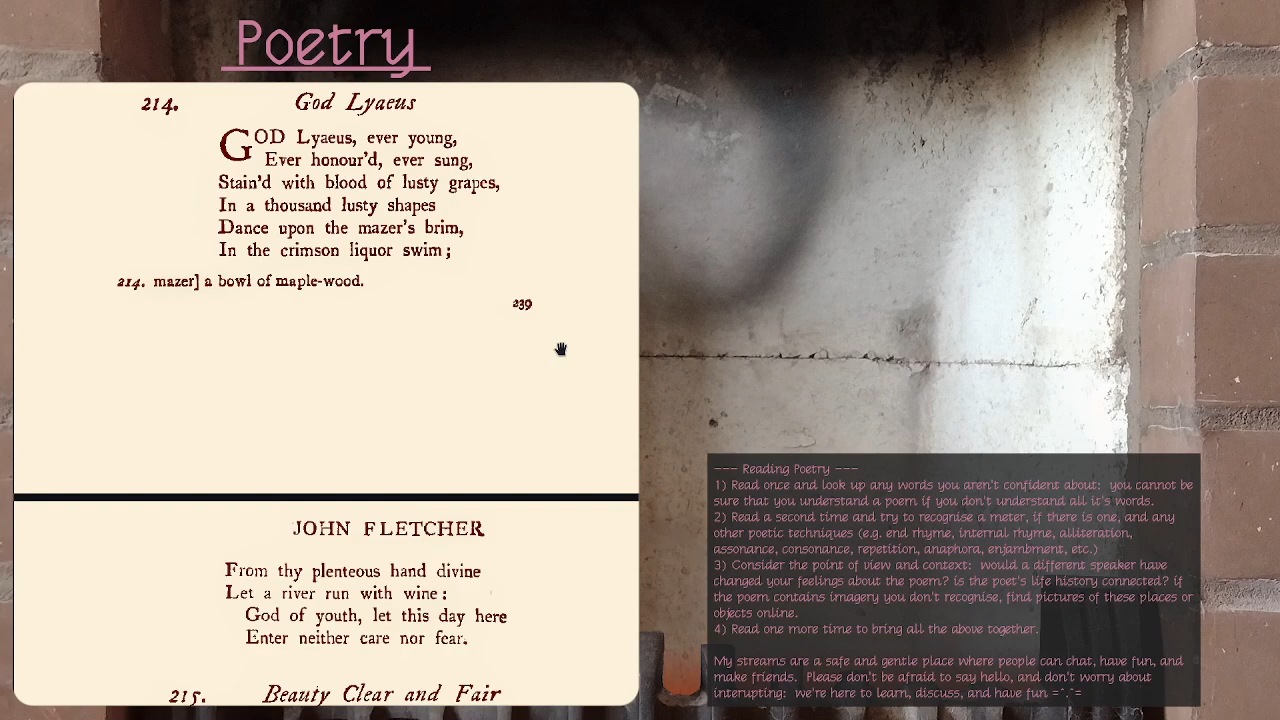 Poetry
214. God Lyaeus
GOD Lyaeus, ever young,
Ever honour'd, ever sung,
Stain'd with blood of lusty grapes,
In a thousand lusty shapes
Dance upon the mazer's brim,
In the crimson liquor swim;
214. mazer] a bowl of maple-wood.
239
JOHN FLETCHER
From thy plenteous hand divine
Let a river run with wine:
God of youth, let this day here
Enter neither care nor fear.
215. Beauty Clear and Fair
--- Reading Poetry ---
1) Read once and look up any words you aren't confident about: you cannot be
sure that you understand a poem if you don't understand all it's words.
2) Read a second time and try to recognise a meter, if there is one, and any
other poetic techniques (e.g. end rhyme, internal rhyme, alliteration,
assonance, consonance, repetition, anaphora, enjambment, etc.)
3) Consider the point of view and context: would a different speaker have
changed your feelings about the poem? is the poet's life history connected? if
the poem contains imagery you don't recognise, find pictures of these places or
objects online.
4) Read one more time to bring all the above together.
My streams are a safe and gentle place where people can chat, have fun, and
make friends. Please don't be afraid to say hello, and don't worry about
interupting: we're here to learn, discuss, and have fun =^.^=